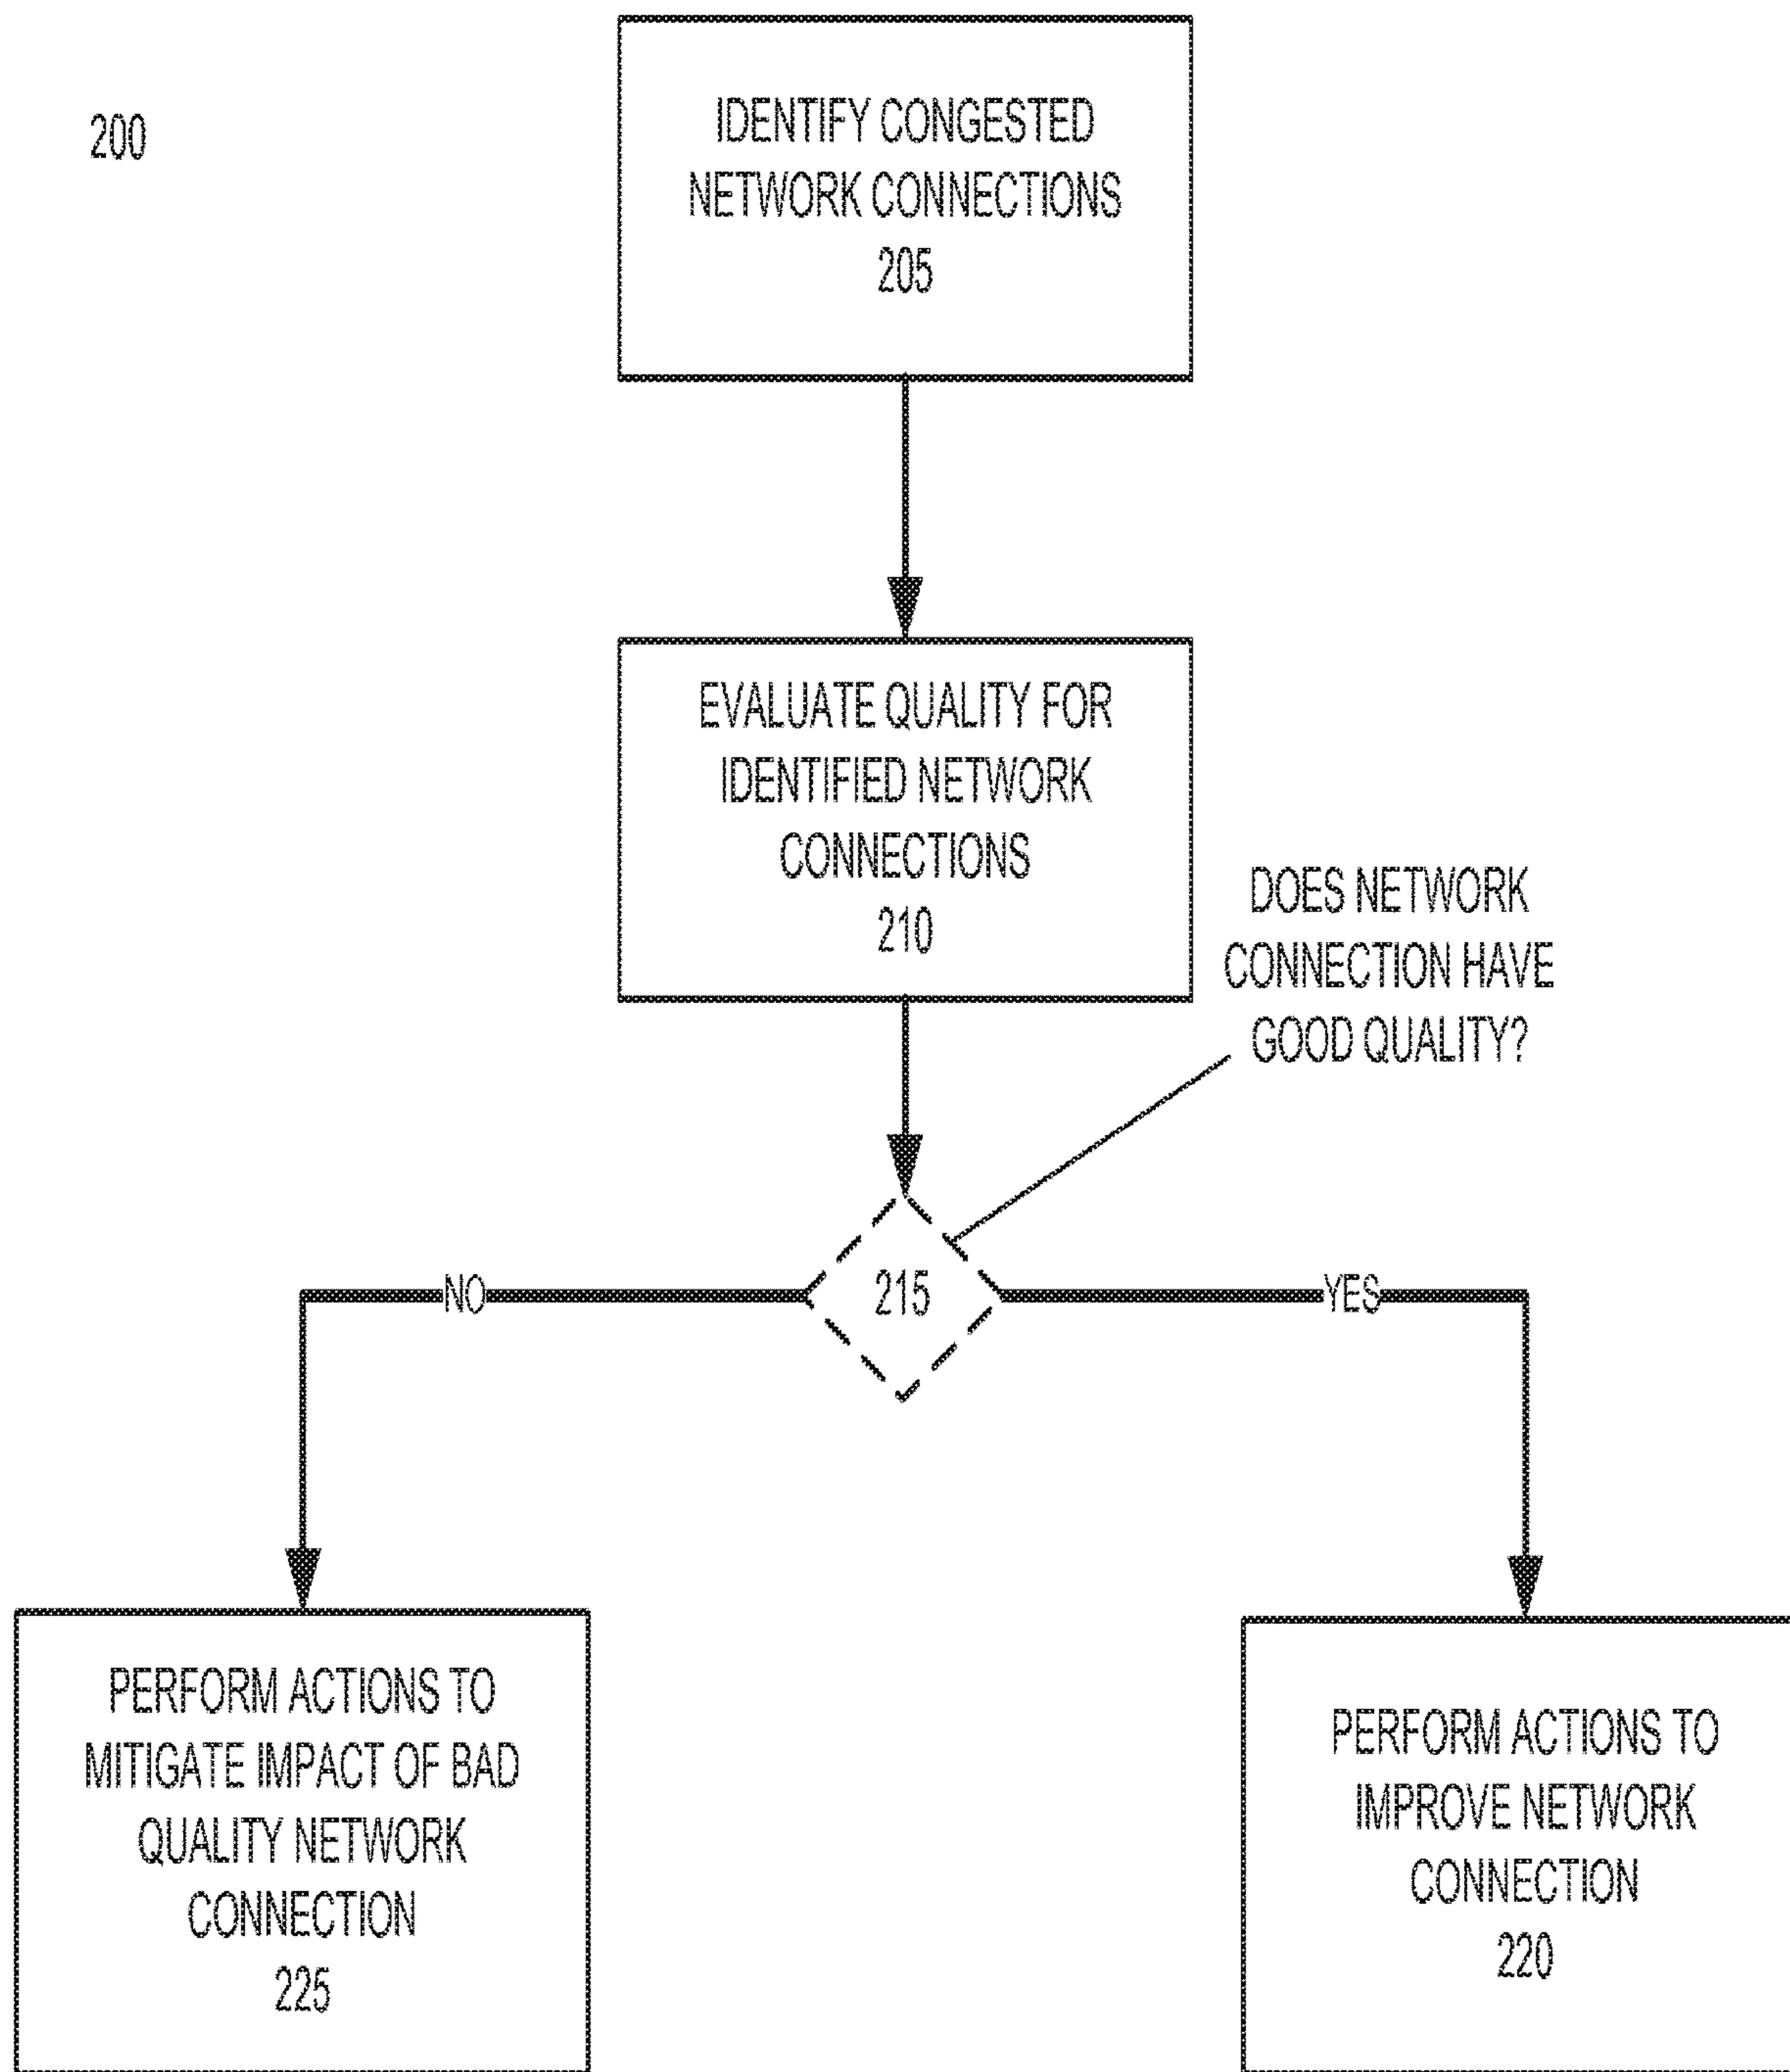 200
IDENTIFY CONGESTED
NETWORK CONNECTIONS
205
EVALUATE QUALITY FOR
IDENTIFIED NETWORK
CONNECTIONS
210
DOES NETWORK
CONNECTION HAVE
GOOD QUALITY?
215
NO
YES
PERFORM ACTIONS TO
MITIGATE IMPACT OF BAD
QUALITY NETWORK
CONNECTION
225
PERFORM ACTIONS TO
IMPROVE NETWORK
CONNECTION
220